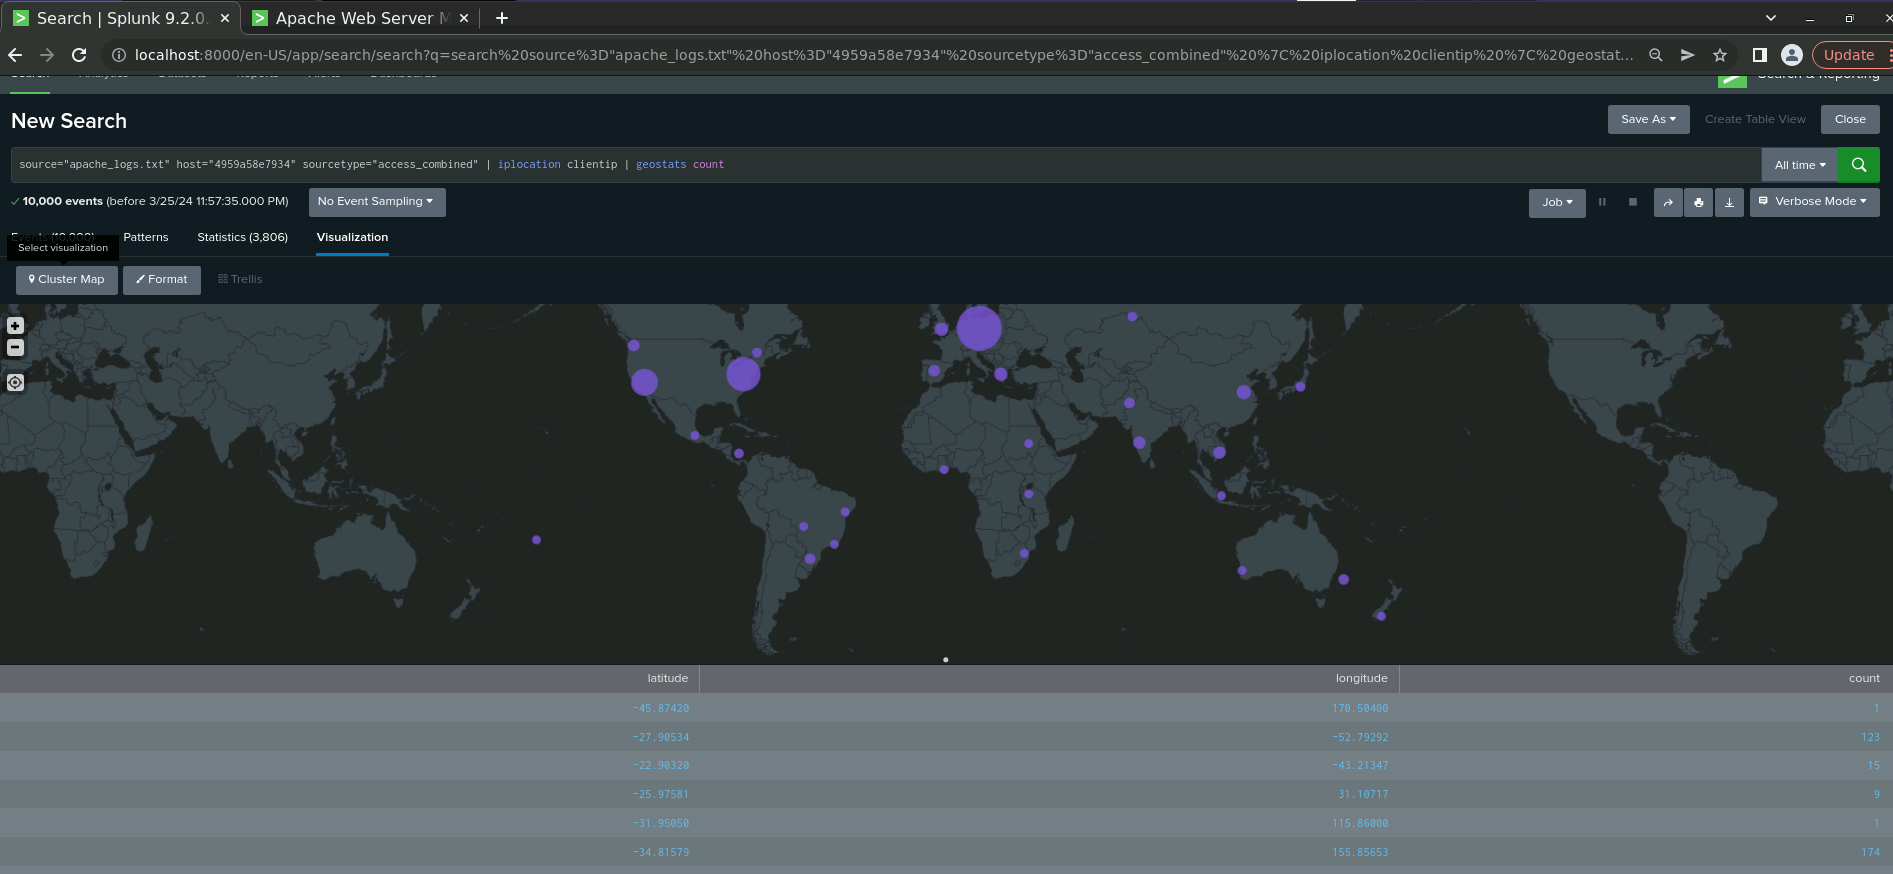 Search | Splunk 9.2.0.
Apache Web Server M
localhost:8000/en-US/app/search/search?q=search%20source%3D"apache_logs.txt"%20host%3D"4959a58e7934"%20sourcetype%3D"access_combined"%20%7C%20iplocation%20clientip%20%7C%20geostat...
Update
Search & Reporting
New Search
Save As
Create Table View
Close
source="apache_logs.txt" host="4959a58e7934" sourcetype="access_combined" | iplocation clientip | geostats count
All time
10,000 events (before 3/25/24 11:57:35.000 PM)
No Event Sampling
Job
Verbose Mode
Events (10,000)
Patterns
Statistics (3,806)
Visualization
Select visualization
Cluster Map
Format
Trellis
latitude longitude count
-45.87420 170.50400 1
-27.90534 -52.79292 123
-22.90320 -43.21347 15
-25.97581 31.10717 9
-31.95050 115.86000 1
-34.81579 155.85653 174